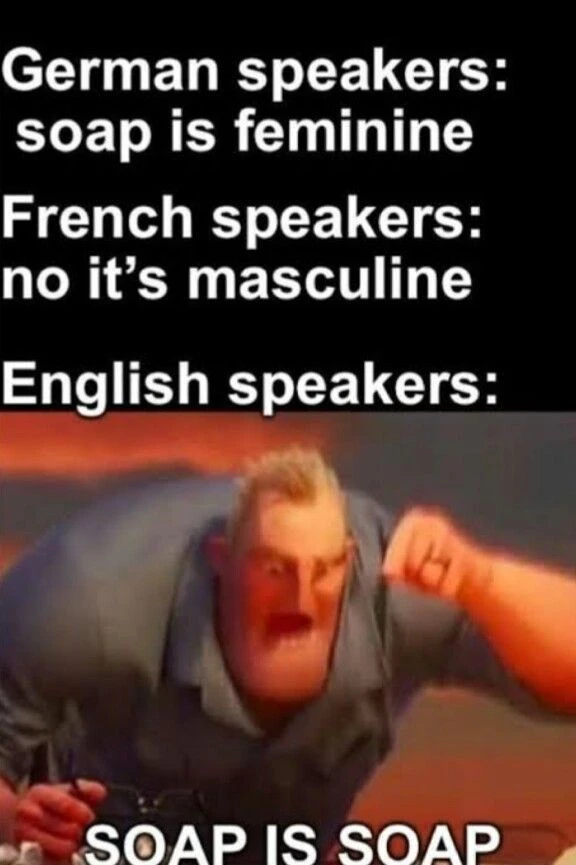 German speakers:
soap is feminine
French speakers:
no it's masculine
English speakers:
SOAP IS SOAP